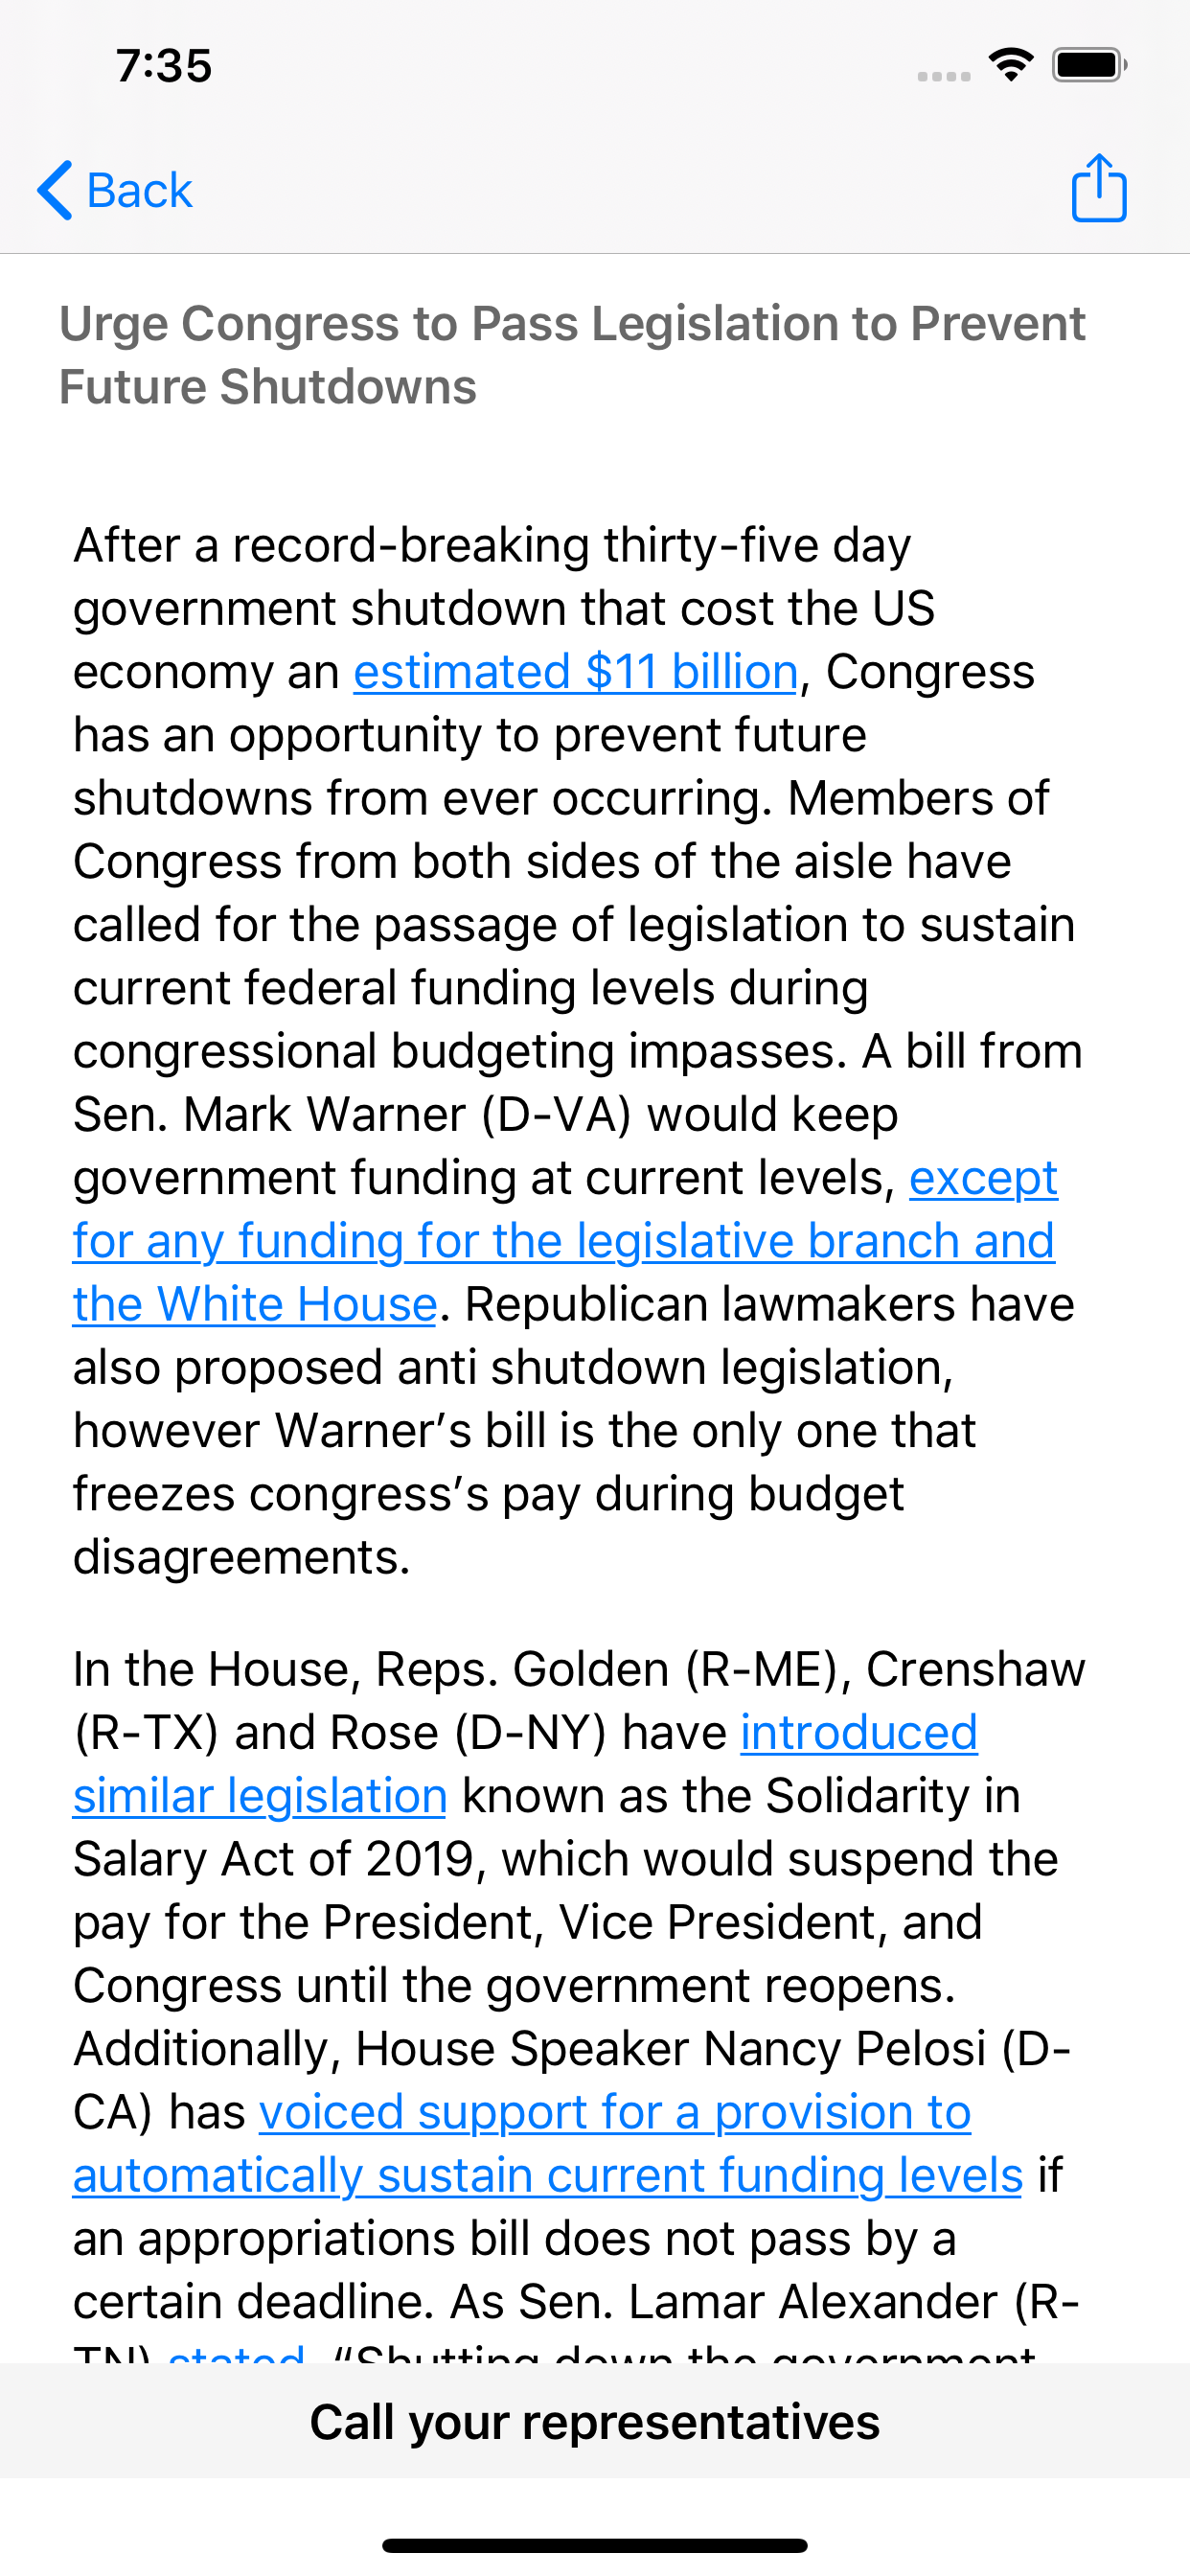 7:35
Back
Urge Congress to Pass Legislation to Prevent
Future Shutdowns
After a record-breaking thirty-five day
government shutdown that cost the US
economy an estimated $11 billion, Congress
has an opportunity to prevent future
shutdowns from ever occurring. Members of
Congress from both sides of the aisle have
called for the passage of legislation to sustain
current federal funding levels during
congressional budgeting impasses. A bill from
Sen. Mark Warner (D-VA) would keep
government funding at current levels, except
for any funding for the legislative branch and
the White House. Republican lawmakers have
also proposed anti shutdown legislation,
however Warner’s bill is the only one that
freezes congress’s pay during budget
disagreements.
In the House, Reps. Golden (R-ME), Crenshaw
(R-TX) and Rose (D-NY) have introduced
similar legislation known as the Solidarity in
Salary Act of 2019, which would suspend the
pay for the President, Vice President, and
Congress until the government reopens.
Additionally, House Speaker Nancy Pelosi (D-
CA) has voiced support for a provision to
automatically sustain current funding levels if
an appropriations bill does not pass by a
certain deadline. As Sen. Lamar Alexander (R-
TN) stated, “Shutting down the government
Call your representatives